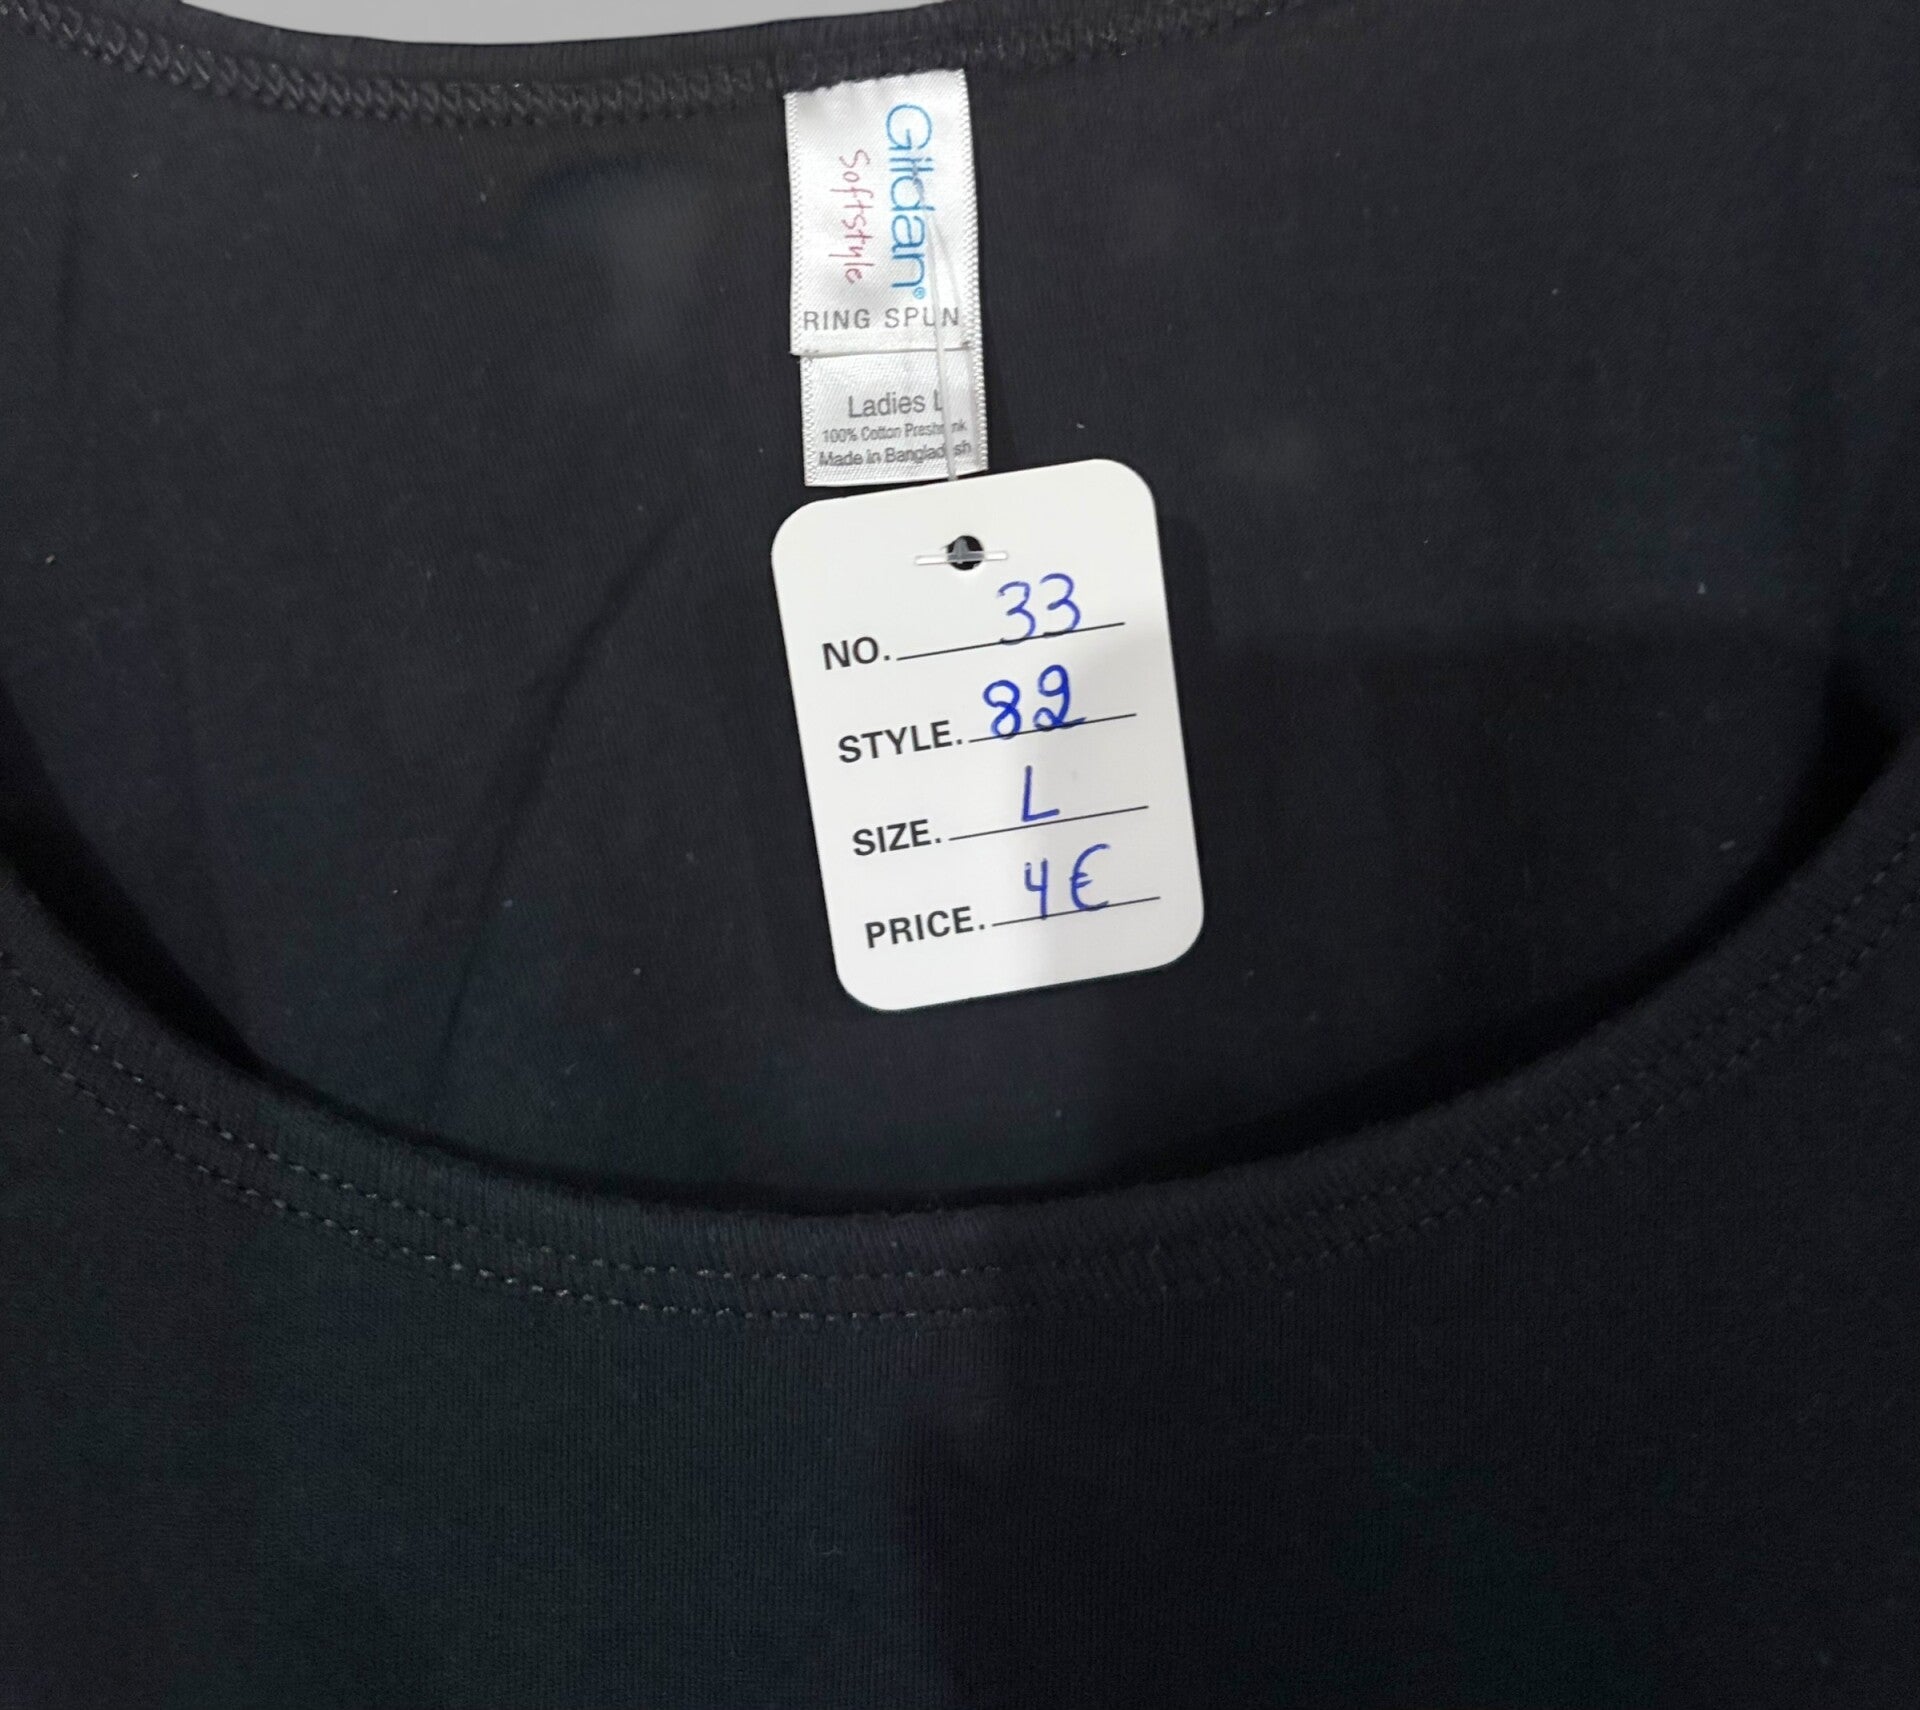 Gildan®
Softstyle
RING SPUN
Ladies L
100% Cotton Preshrunk
Made in Bangladesh
NO. 33
STYLE. 82
SIZE. L
PRICE. 4€